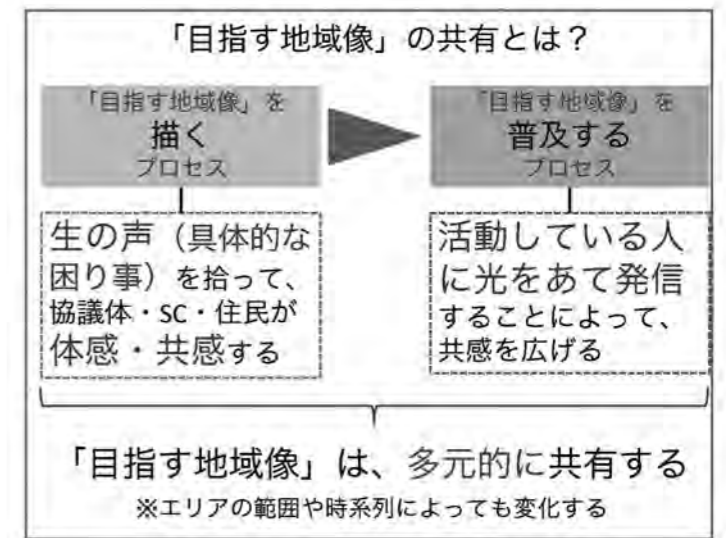 「目指す地域像」の共有とは？
「目指す地域像」を
描く
プロセス
「目指す地域像」を
普及する
プロセス
生の声（具体的な
困り事）を拾って、
協議体・SC・住民が
体感・共感する
活動している人
に光をあて発信
することによって、
共感を広げる
「目指す地域像」は、多元的に共有する
※エリアの範囲や時系列によっても変化する